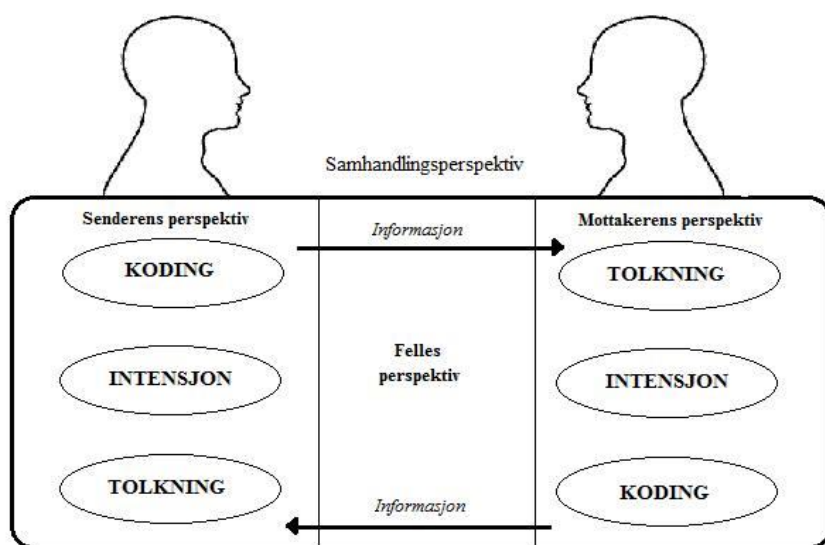 Samhandlingsperspektiv
Senderens perspektiv
Informasjon
Mottakerens perspektiv
KODING
TOLKNING
Felles
perspektiv
INTENSJON
INTENSJON
TOLKNING
KODING
Informasjon